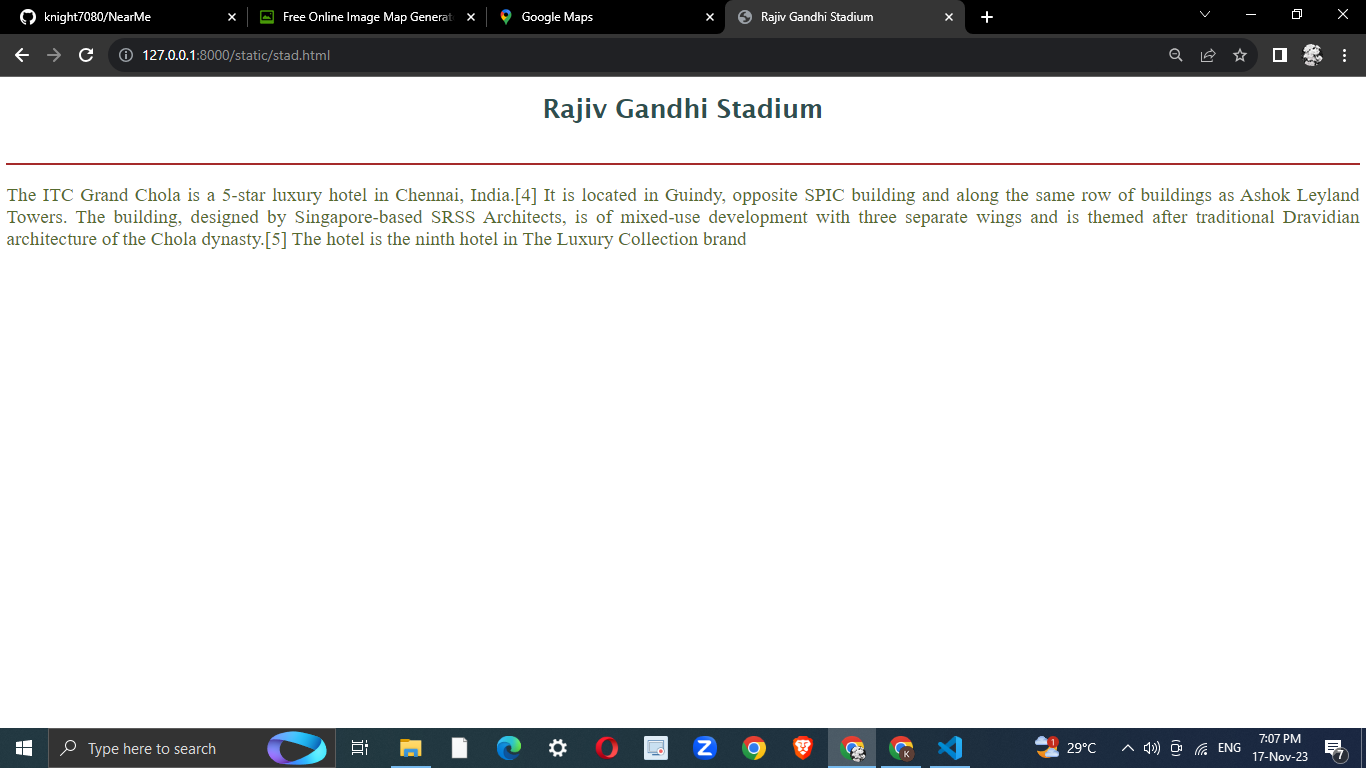 knight7080/NearMe
Free Online Image Map Generat
Google Maps
Rajiv Gandhi Stadium
127.0.0.1:8000/static/stad.html
Rajiv Gandhi Stadium
The ITC Grand Chola is a 5-star luxury hotel in Chennai, India.[4] It is located in Guindy, opposite SPIC building and along the same row of buildings as Ashok Leyland
Towers. The building, designed by Singapore-based SRSS Architects, is of mixed-use development with three separate wings and is themed after traditional Dravidian
architecture of the Chola dynasty.[5] The hotel is the ninth hotel in The Luxury Collection brand
Type here to search
Z
K
1
29°C
ENG
7:07 PM
17-Nov-23
7